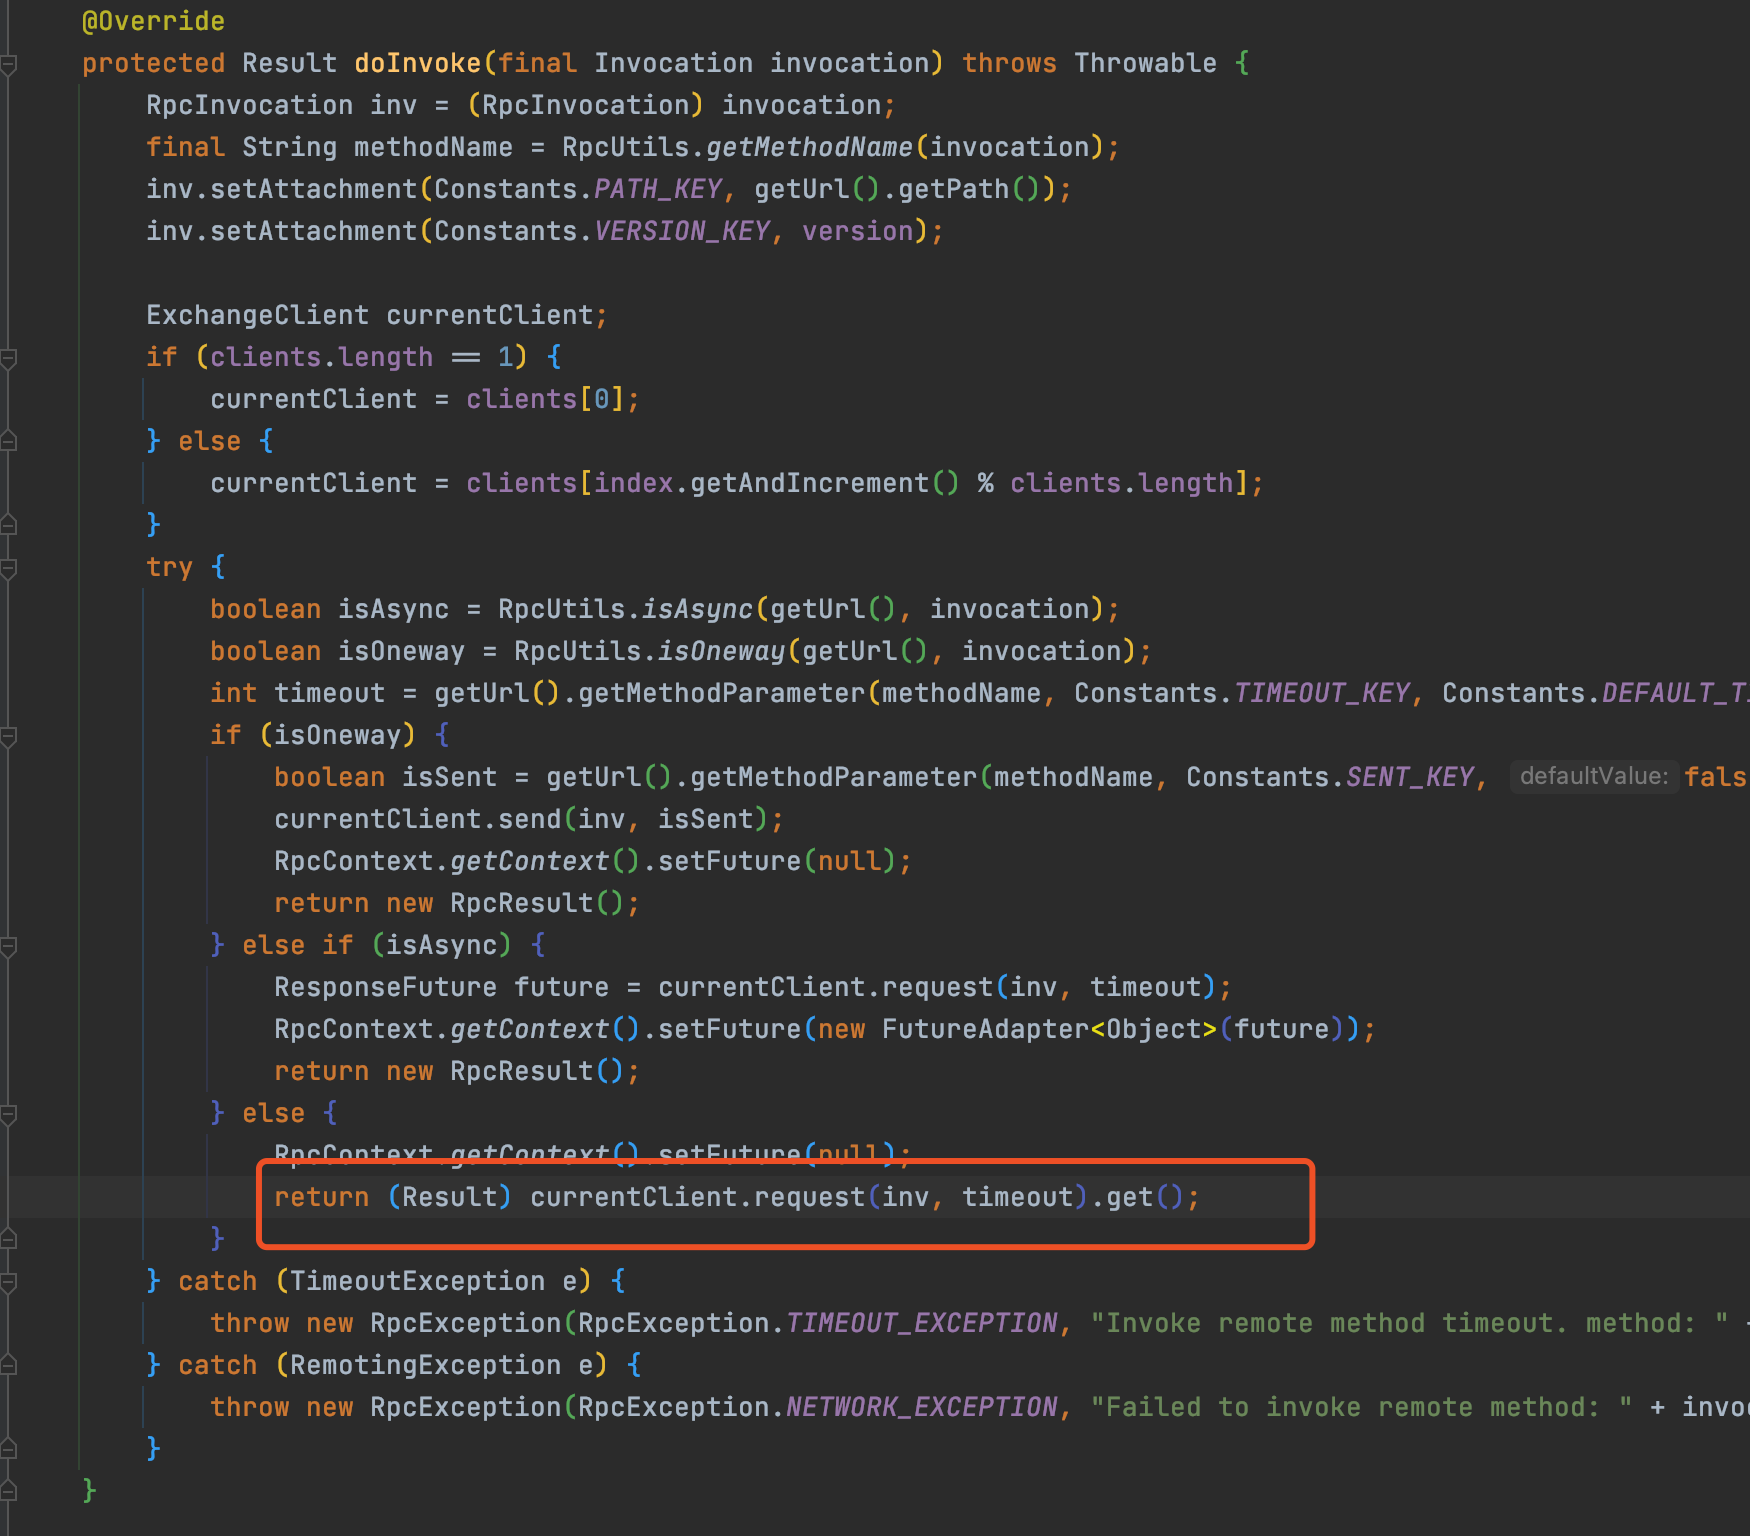 @Override
protected Result doInvoke(final Invocation invocation) throws Throwable {
    RpcInvocation inv = (RpcInvocation) invocation;
    final String methodName = RpcUtils.getMethodName(invocation);
    inv.setAttachment(Constants.PATH_KEY, getUrl().getPath());
    inv.setAttachment(Constants.VERSION_KEY, version);

    ExchangeClient currentClient;
    if (clients.length == 1) {
        currentClient = clients[0];
    } else {
        currentClient = clients[index.getAndIncrement() % clients.length];
    }
    try {
        boolean isAsync = RpcUtils.isAsync(getUrl(), invocation);
        boolean isOneway = RpcUtils.isOneway(getUrl(), invocation);
        int timeout = getUrl().getMethodParameter(methodName, Constants.TIMEOUT_KEY, Constants.DEFAULT_T
        if (isOneway) {
            boolean isSent = getUrl().getMethodParameter(methodName, Constants.SENT_KEY, defaultValue: fals
            currentClient.send(inv, isSent);
            RpcContext.getContext().setFuture(null);
            return new RpcResult();
        } else if (isAsync) {
            ResponseFuture future = currentClient.request(inv, timeout);
            RpcContext.getContext().setFuture(new FutureAdapter<Object>(future));
            return new RpcResult();
        } else {
            RpcContext.getContext().setFuture(null);
            return (Result) currentClient.request(inv, timeout).get();
        }
    } catch (TimeoutException e) {
        throw new RpcException(RpcException.TIMEOUT_EXCEPTION, "Invoke remote method timeout. method: "
    } catch (RemotingException e) {
        throw new RpcException(RpcException.NETWORK_EXCEPTION, "Failed to invoke remote method: " + invo
    }
}